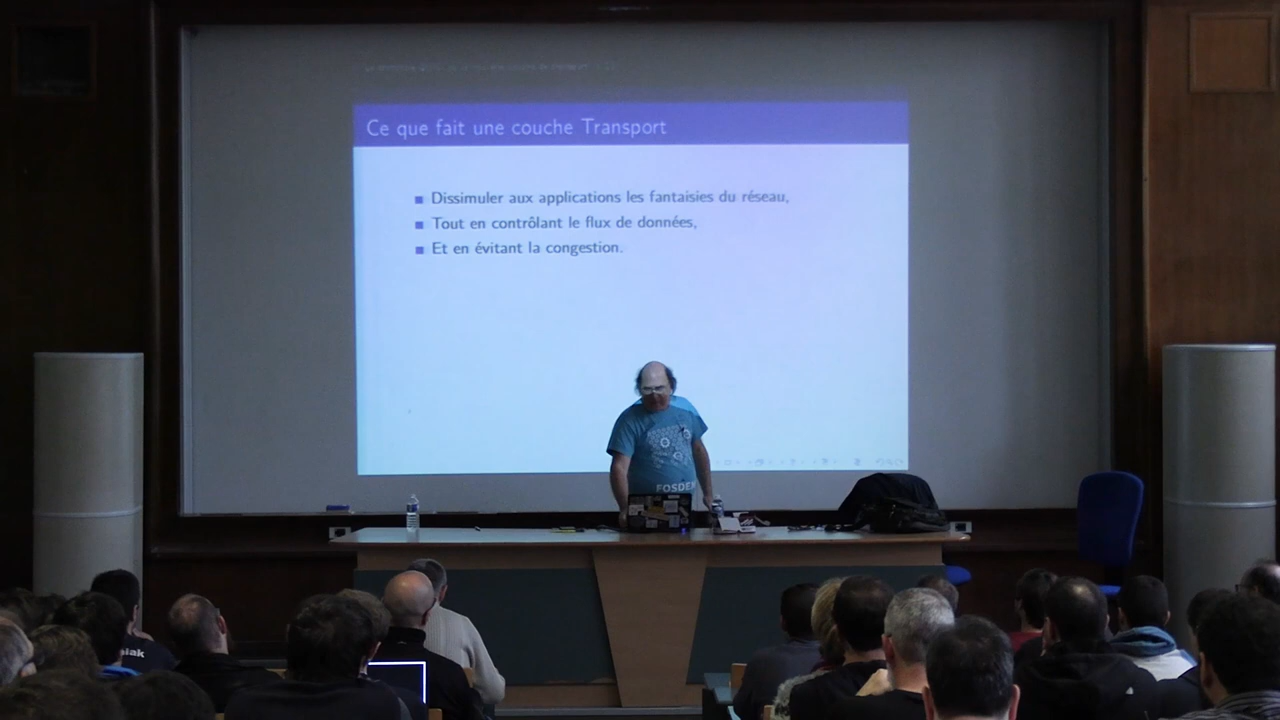 Ce que fait une couche Transport
Dissimuler aux applications les fantaisies du réseau,
Tout en contrôlant le flux de données,
Et en évitant la congestion.
FOSDEM